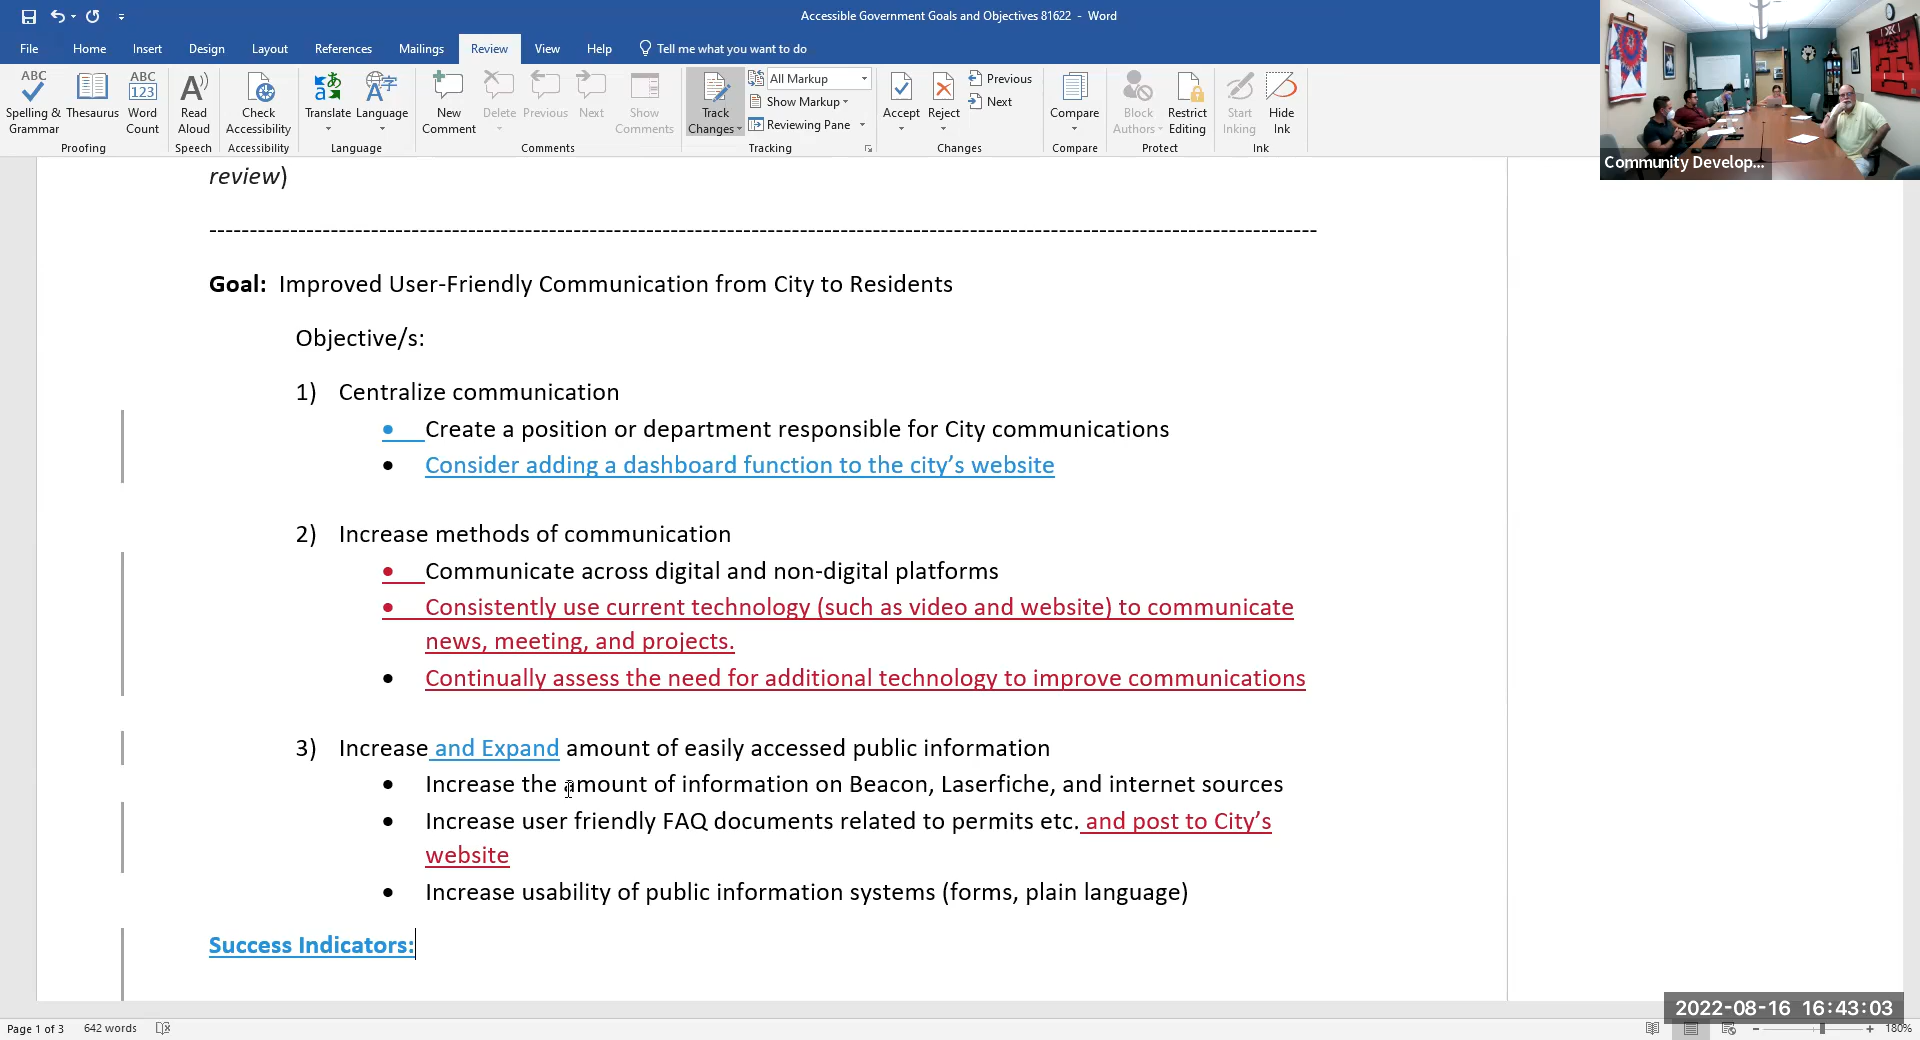 Accessible Government Goals and Objectives 81622 - Word
File Home Insert Design Layout References Mailings Review View Help Tell me what you want to do
ABC Spelling & Grammar
Thesaurus
ABC 123 Word Count
Proofing
A Read Aloud
Speech
Check Accessibility
Accessibility
Translate
Language
Language
New Comment
Delete
Previous
Next
Show Comments
Comments
Track Changes
All Markup
Show Markup
Reviewing Pane
Tracking
Accept
Reject
Previous
Next
Changes
Compare
Compare
Block Authors
Restrict Editing
Protect
Start Inking
Hide Ink
Ink
Community Develop...
review)
Goal: Improved User-Friendly Communication from City to Residents
Objective/s:
1) Centralize communication
• Create a position or department responsible for City communications
• Consider adding a dashboard function to the city’s website
2) Increase methods of communication
• Communicate across digital and non-digital platforms
• Consistently use current technology (such as video and website) to communicate
news, meeting, and projects.
• Continually assess the need for additional technology to improve communications
3) Increase and Expand amount of easily accessed public information
• Increase the amount of information on Beacon, Laserfiche, and internet sources
• Increase user friendly FAQ documents related to permits etc. and post to City’s
website
• Increase usability of public information systems (forms, plain language)
Success Indicators:
2022-08-16 16:43:03
Page 1 of 3 642 words
180%